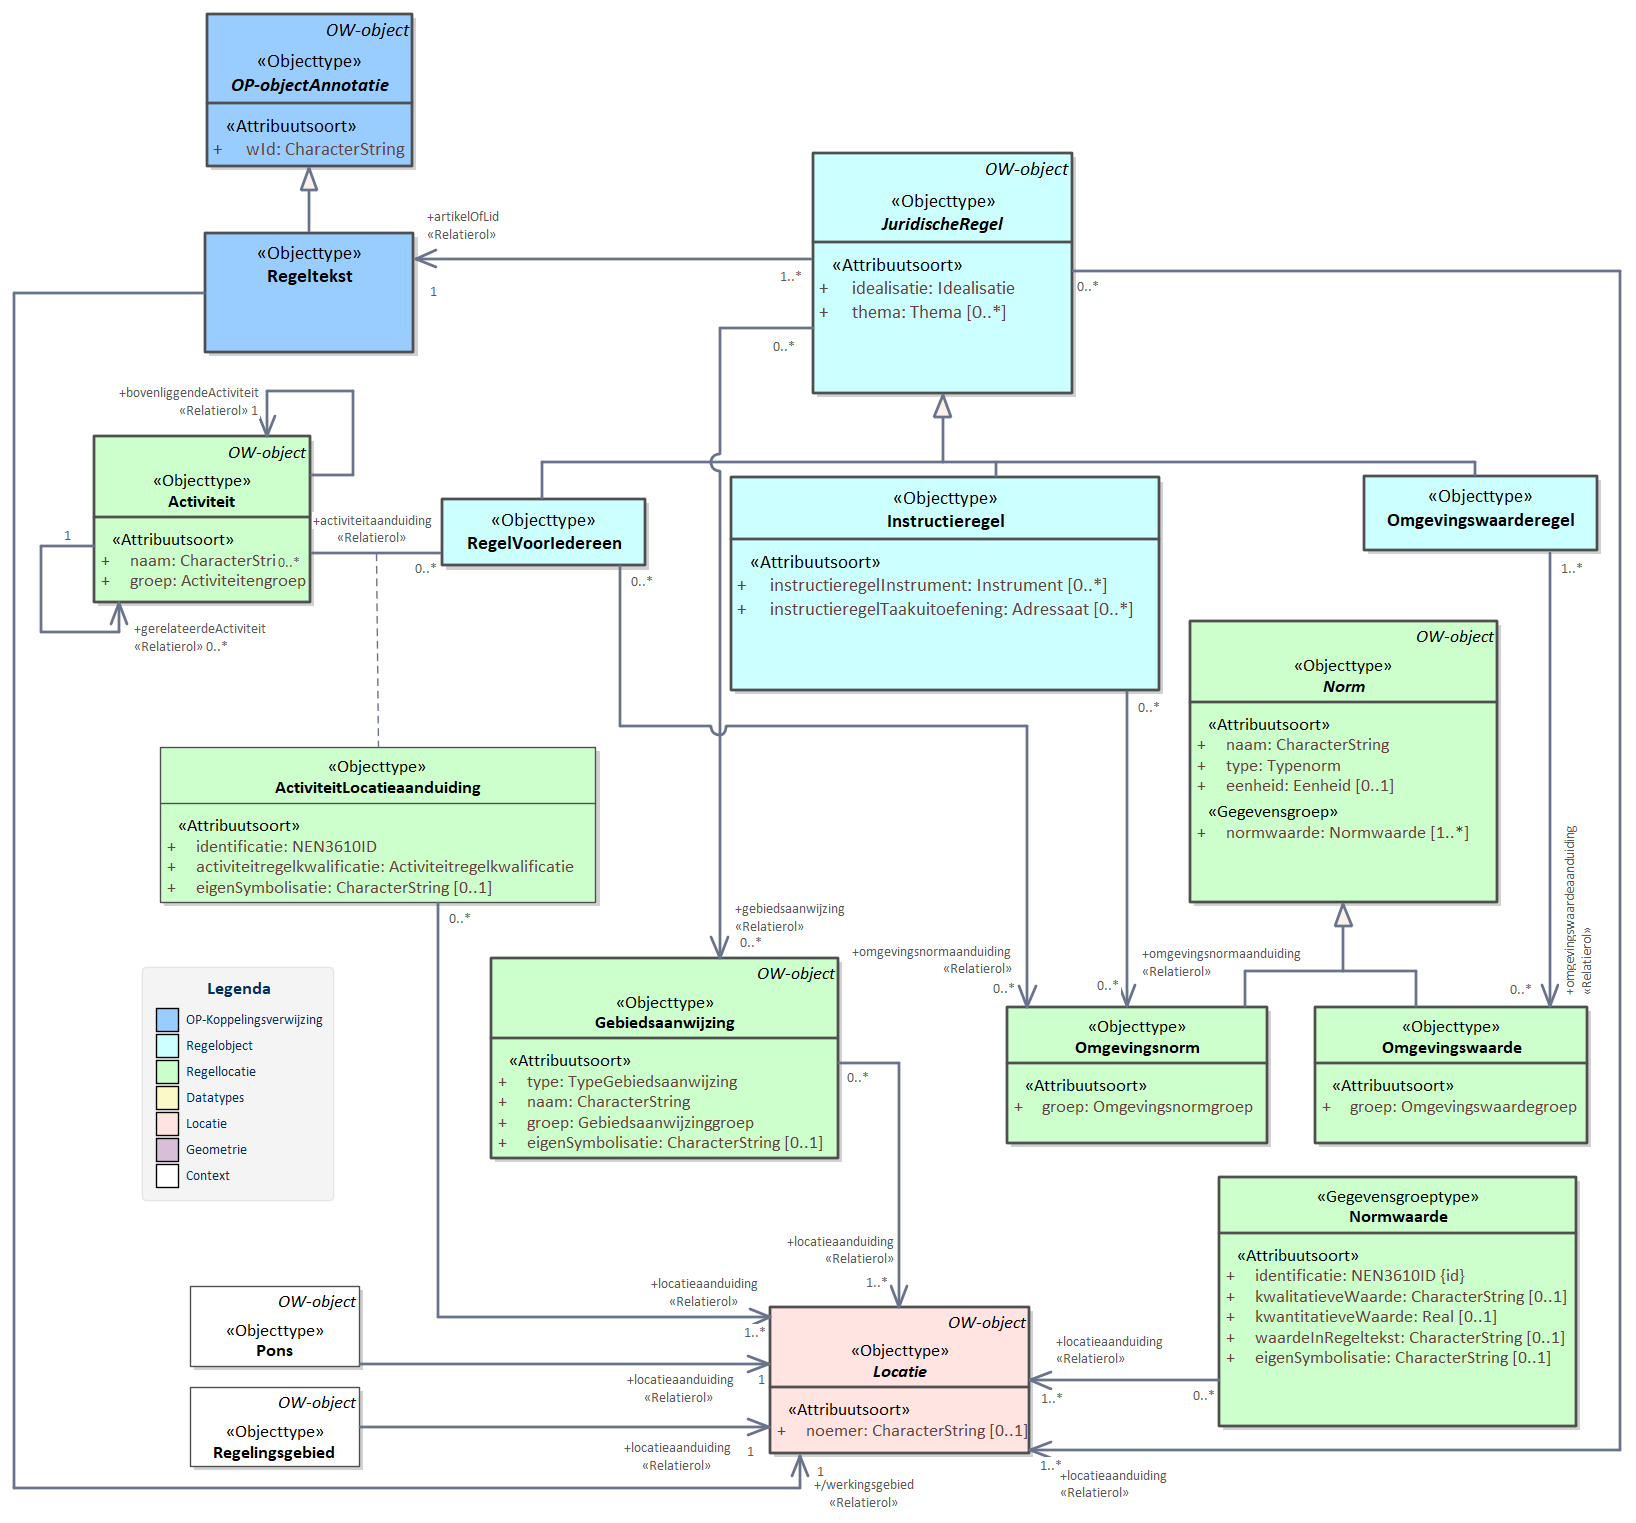 OW-object
«Objecttype»
OP-objectAnnotatie
«Attribuutsoort»
+ wId: CharacterString
«Objecttype»
Regeltekst
+artikelOfLid
«Relatierol»
1
1..*
OW-object
«Objecttype»
JuridischeRegel
«Attribuutsoort»
+ idealisatie: Idealisatie
+ thema: Thema [0..*]
0..*
0..*
+bovenliggendeActiviteit
«Relatierol» 1
OW-object
«Objecttype»
Activiteit
«Attribuutsoort»
+ naam: CharacterStri 0..*
+ groep: Activiteitengroep
1
+gerelateerdeActiviteit
«Relatierol» 0..*
+activiteitaanduiding
«Relatierol»
0..*
«Objecttype»
RegelVoorIedereen
0..*
«Objecttype»
Instructieregel
«Attribuutsoort»
+ instructieregelInstrument: Instrument [0..*]
+ instructieregelTaakuitoefening: Adressaat [0..*]
0..*
«Objecttype»
Omgevingswaarderegel
1..*
OW-object
«Objecttype»
Norm
«Attribuutsoort»
+ naam: CharacterString
+ type: Typenorm
+ eenheid: Eenheid [0..1]
«Gegevensgroep»
+ normwaarde: Normwaarde [1..*]
«Objecttype»
ActiviteitLocatieaanduiding
«Attribuutsoort»
+ identificatie: NEN3610ID
+ activiteitregelkwalificatie: Activiteitregelkwalificatie
+ eigenSymbolisatie: CharacterString [0..1]
0..*
+gebiedsaanwijzing
«Relatierol»
0..*
+omgevingsnormaanduiding
«Relatierol»
0..*
+omgevingsnormaanduiding
«Relatierol»
0..*
+omgevingswaardeaanduiding
«Relatierol»
0..*
OW-object
«Objecttype»
Gebiedsaanwijzing
«Attribuutsoort»
+ type: TypeGebiedsaanwijzing
+ naam: CharacterString
+ groep: Gebiedsaanwijzinggroep
+ eigenSymbolisatie: CharacterString [0..1]
0..*
«Objecttype»
Omgevingsnorm
«Attribuutsoort»
+ groep: Omgevingsnormgroep
«Objecttype»
Omgevingswaarde
«Attribuutsoort»
+ groep: Omgevingswaardegroep
Legenda
OP-Koppelingsverwijzing
Regelobject
Regellocatie
Datatypes
Locatie
Geometrie
Context
«Gegevensgroeptype»
Normwaarde
«Attribuutsoort»
+ identificatie: NEN3610ID {id}
+ kwalitatieveWaarde: CharacterString [0..1]
+ kwantitatieveWaarde: Real [0..1]
+ waardeInRegeltekst: CharacterString [0..1]
+ eigenSymbolisatie: CharacterString [0..1]
0..*
+locatieaanduiding
«Relatierol»
1..*
+locatieaanduiding
«Relatierol»
1..*
OW-object
«Objecttype»
Pons
+locatieaanduiding
«Relatierol»
1
OW-object
«Objecttype»
Regelingsgebied
+locatieaanduiding
«Relatierol»
1
OW-object
«Objecttype»
Locatie
«Attribuutsoort»
+ noemer: CharacterString [0..1]
+locatieaanduiding
«Relatierol»
1..*
1..*
+locatieaanduiding
«Relatierol»
1
+/werkingsgebied
«Relatierol»